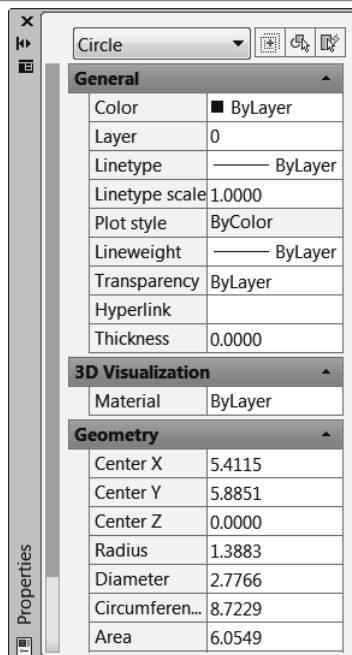 Circle
General
Color ByLayer
Layer 0
Linetype ByLayer
Linetype scale 1.0000
Plot style ByColor
Lineweight ByLayer
Transparency ByLayer
Hyperlink
Thickness 0.0000
3D Visualization
Material ByLayer
Geometry
Center X 5.4115
Center Y 5.8851
Center Z 0.0000
Radius 1.3883
Diameter 2.7766
Circumferen... 8.7229
Area 6.0549
Properties